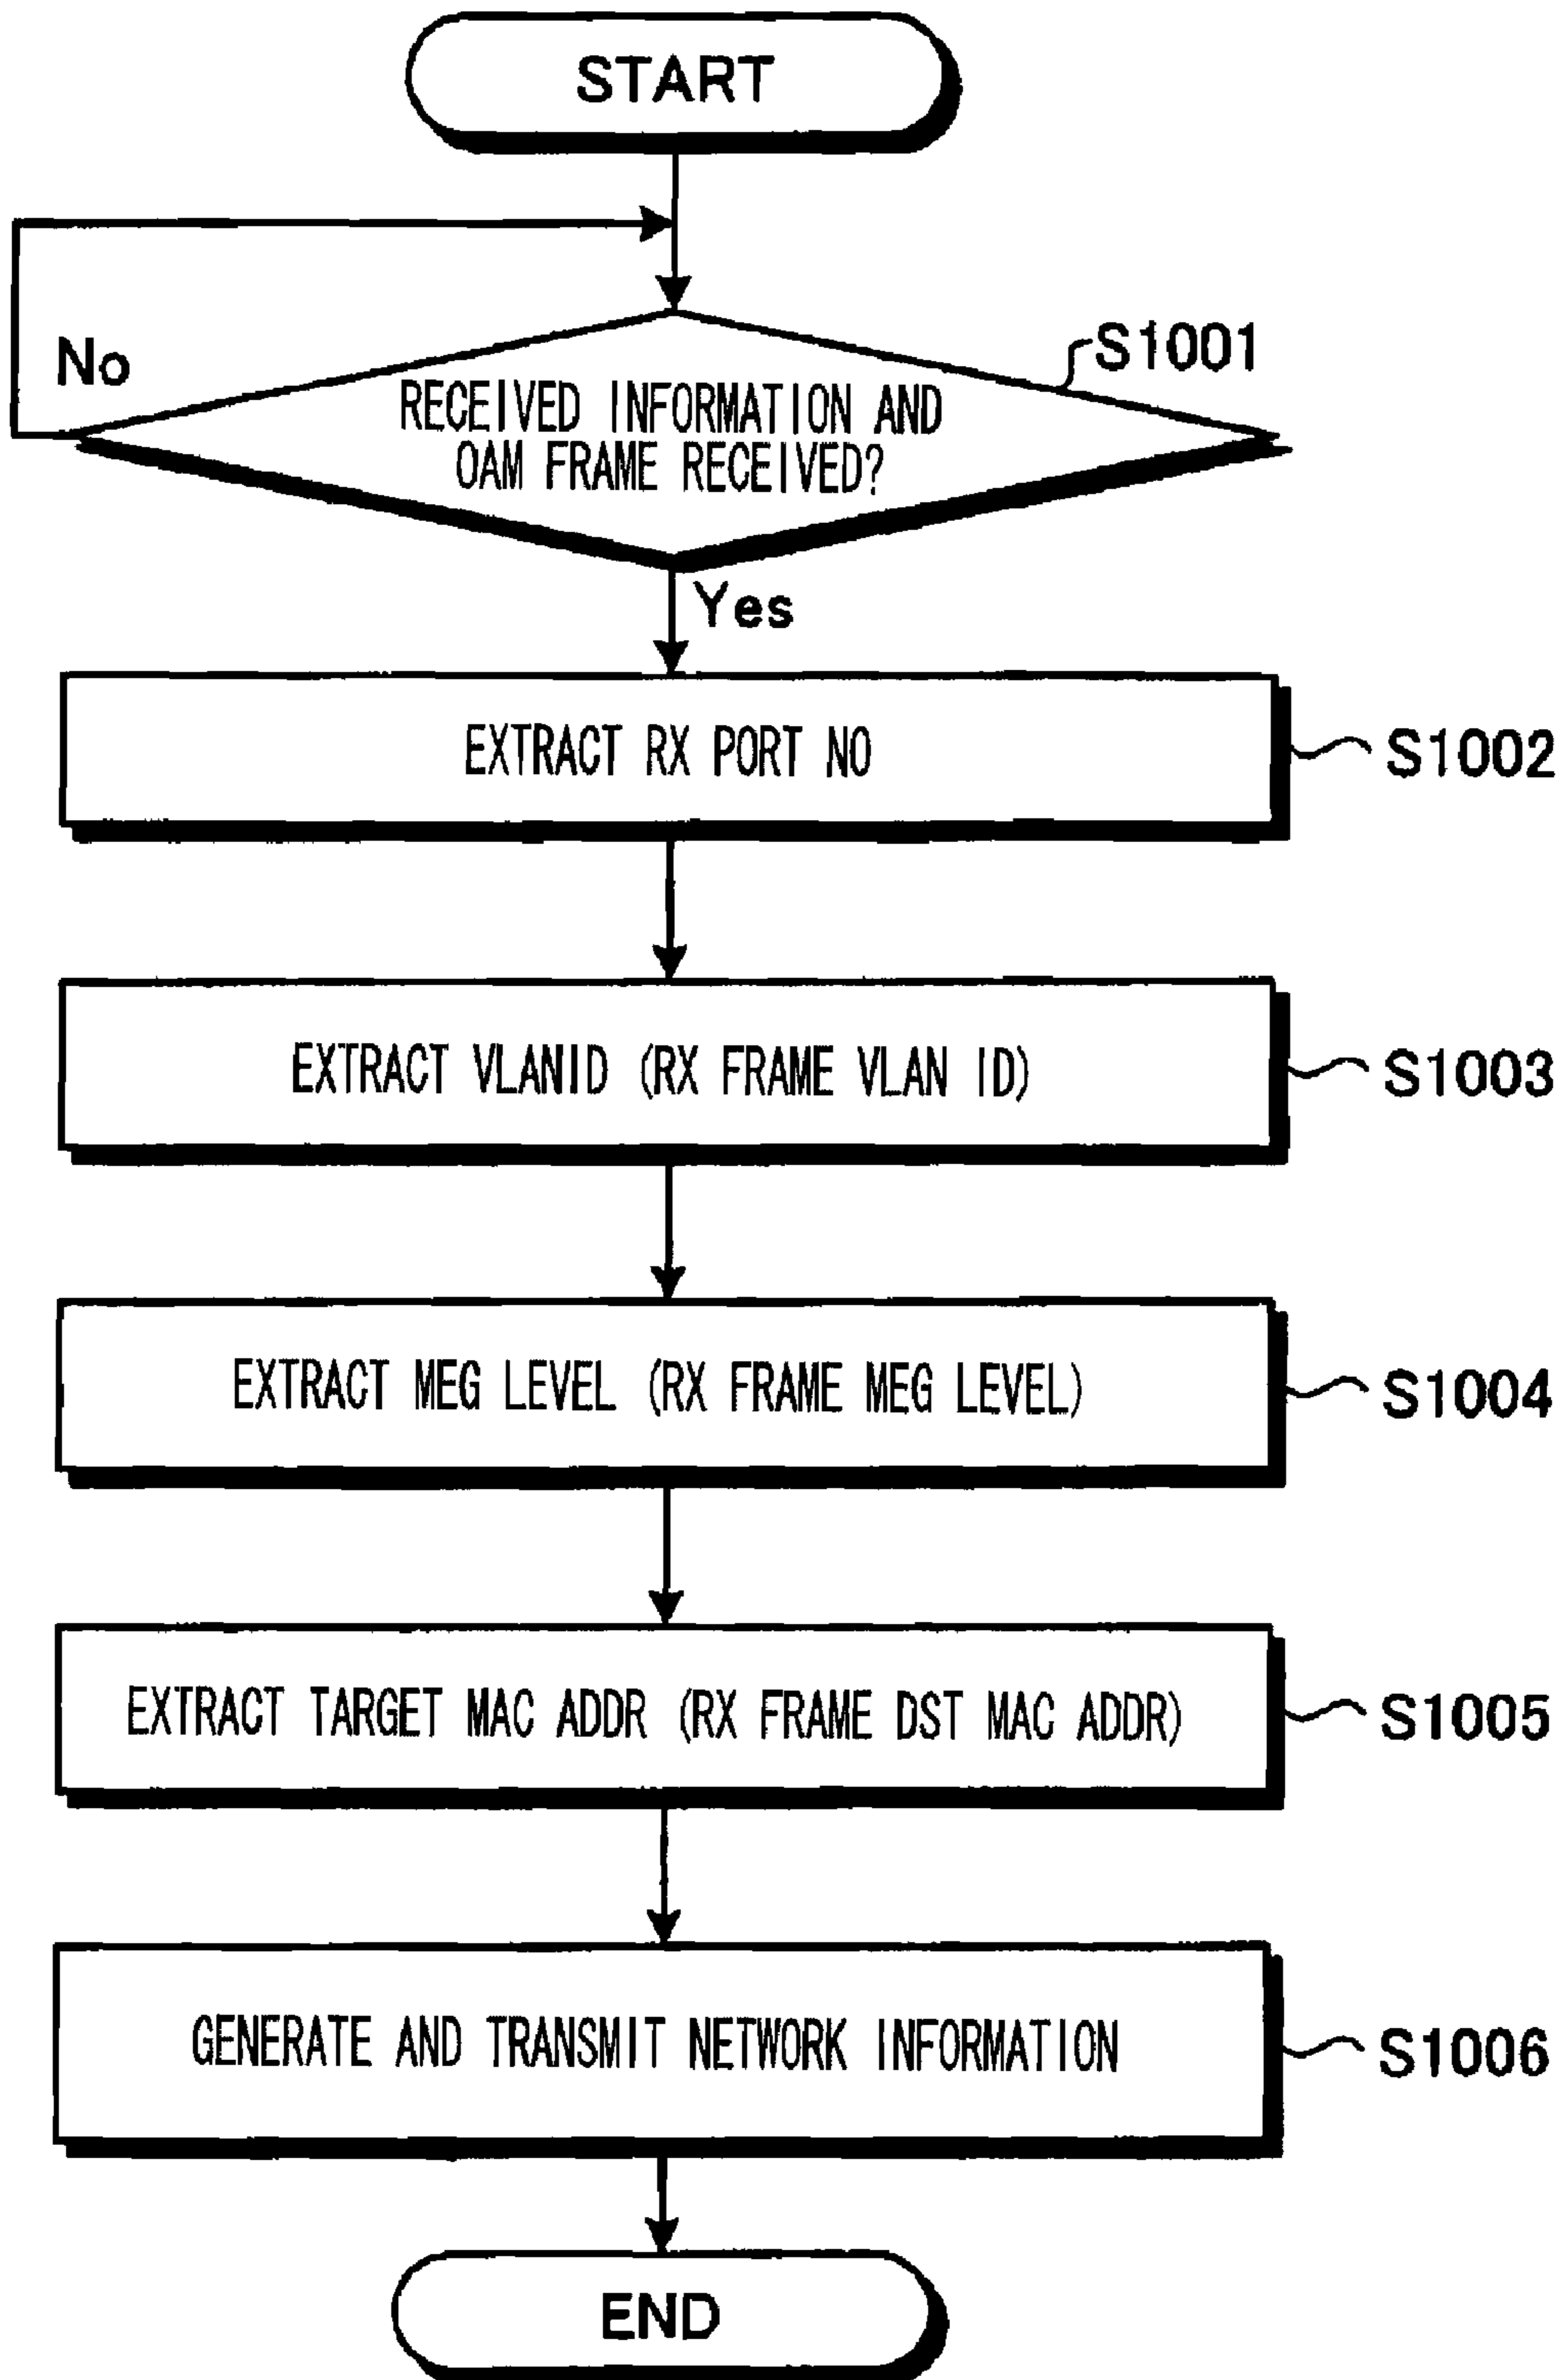 START
No
S1001
RECEIVED INFORMATION AND
OAM FRAME RECEIVED?
Yes
EXTRACT RX PORT NO
S1002
EXTRACT VLANID (RX FRAME VLAN ID)
S1003
EXTRACT MEG LEVEL (RX FRAME MEG LEVEL)
S1004
EXTRACT TARGET MAC ADDR (RX FRAME DST MAC ADDR)
S1005
GENERATE AND TRANSMIT NETWORK INFORMATION
S1006
END